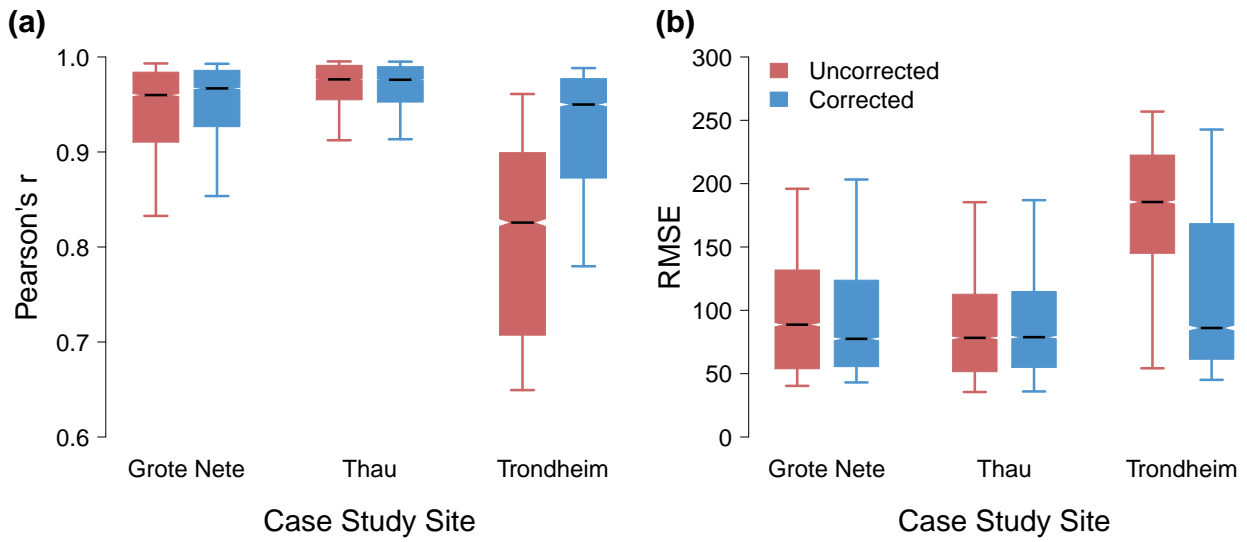 (a)
Pearson's r
1.0
0.9
0.8
0.7
0.6
Grote Nete
Thau
Trondheim
Case Study Site
(b)
RMSE
300
250
200
150
100
50
0
Uncorrected
Corrected
Grote Nete
Thau
Trondheim
Case Study Site